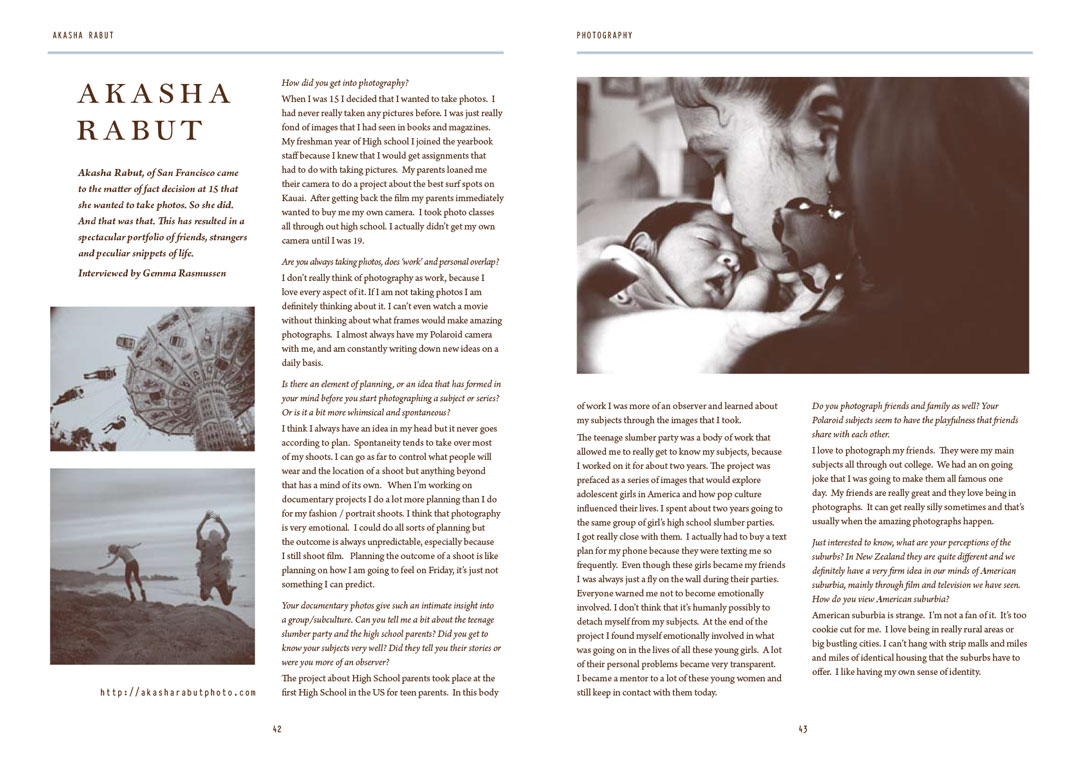 AKASHA RABUT
AKASHA
RABUT
Akasha Rabut, of San Francisco came
to the matter of fact decision at 15 that
she wanted to take photos. So she did.
And that was that. This has resulted in a
spectacular portfolio of friends, strangers
and peculiar snippets of life.
Interviewed by Gemma Rasmussen
http://akasharabutphoto.com
How did you get into photography?
When I was 15 I decided that I wanted to take photos. I
had never really taken any pictures before. I was just really
fond of images that I had seen in books and magazines.
My freshman year of High school I joined the yearbook
staff because I knew that I would get assignments that
had to do with taking pictures. My parents loaned me
their camera to do a project about the best surf spots on
Kauai. After getting back the film my parents immediately
wanted to buy me my own camera. I took photo classes
all through out high school. I actually didn't get my own
camera until I was 19.
Are you always taking photos, does 'work' and personal overlap?
I don't really think of photography as work, because I
love every aspect of it. If I am not taking photos I am
definitely thinking about it. I can't even watch a movie
without thinking about what frames would make amazing
photographs. I almost always have my Polaroid camera
with me, and am constantly writing down new ideas on a
daily basis.
Is there an element of planning, or an idea that has formed in
your mind before you start photographing a subject or series?
Or is it a bit more whimsical and spontaneous?
I think I always have an idea in my head but it never goes
according to plan. Spontaneity tends to take over most
of my shoots. I can go as far to control what people will
wear and the location of a shoot but anything beyond
that has a mind of its own. When I'm working on
documentary projects I do a lot more planning than I do
for my fashion / portrait shoots. I think that photography
is very emotional. I could do all sorts of planning but
the outcome is always unpredictable, especially because
I still shoot film. Planning the outcome of a shoot is like
planning on how I am going to feel on Friday, it's just not
something I can predict.
Your documentary photos give such an intimate insight into
a group/subculture. Can you tell me a bit about the teenage
slumber party and the high school parents? Did you get to
know your subjects very well? Did they tell you their stories or
were you more of an observer?
The project about High School parents took place at the
first High School in the US for teen parents. In this body
42
PHOTOGRAPHY
of work I was more of an observer and learned about
my subjects through the images that I took.
The teenage slumber party was a body of work that
allowed me to really get to know my subjects, because
I worked on it for about two years. The project was
prefaced as a series of images that would explore
adolescent girls in America and how pop culture
influenced their lives. I spent about two years going to
the same group of girl's high school slumber parties.
I got really close with them. I actually had to buy a text
plan for my phone because they were texting me so
frequently. Even though these girls became my friends
I was always just a fly on the wall during their parties.
Everyone warned me not to become emotionally
involved. I don't think that it's humanly possibly to
detach myself from my subjects. At the end of the
project I found myself emotionally involved in what
was going on in the lives of all these young girls. A lot
of their personal problems became very transparent.
I became a mentor to a lot of these young women and
still keep in contact with them today.
Do you photograph friends and family as well? Your
Polaroid subjects seem to have the playfulness that friends
share with each other.
I love to photograph my friends. They were my main
subjects all through out college. We had an on going
joke that I was going to make them all famous one
day. My friends are really great and they love being in
photographs. It can get really silly sometimes and that's
usually when the amazing photographs happen.
Just interested to know, what are your perceptions of the
suburbs? In New Zealand they are quite different and we
definitely have a very firm idea in our minds of American
suburbia, mainly through film and television we have seen.
How do you view American suburbia?
American suburbia is strange. I'm not a fan of it. It's too
cookie cut for me. I love being in really rural areas or
big bustling cities. I can't hang with strip malls and miles
and miles of identical housing that the suburbs have to
offer. I like having my own sense of identity.
43